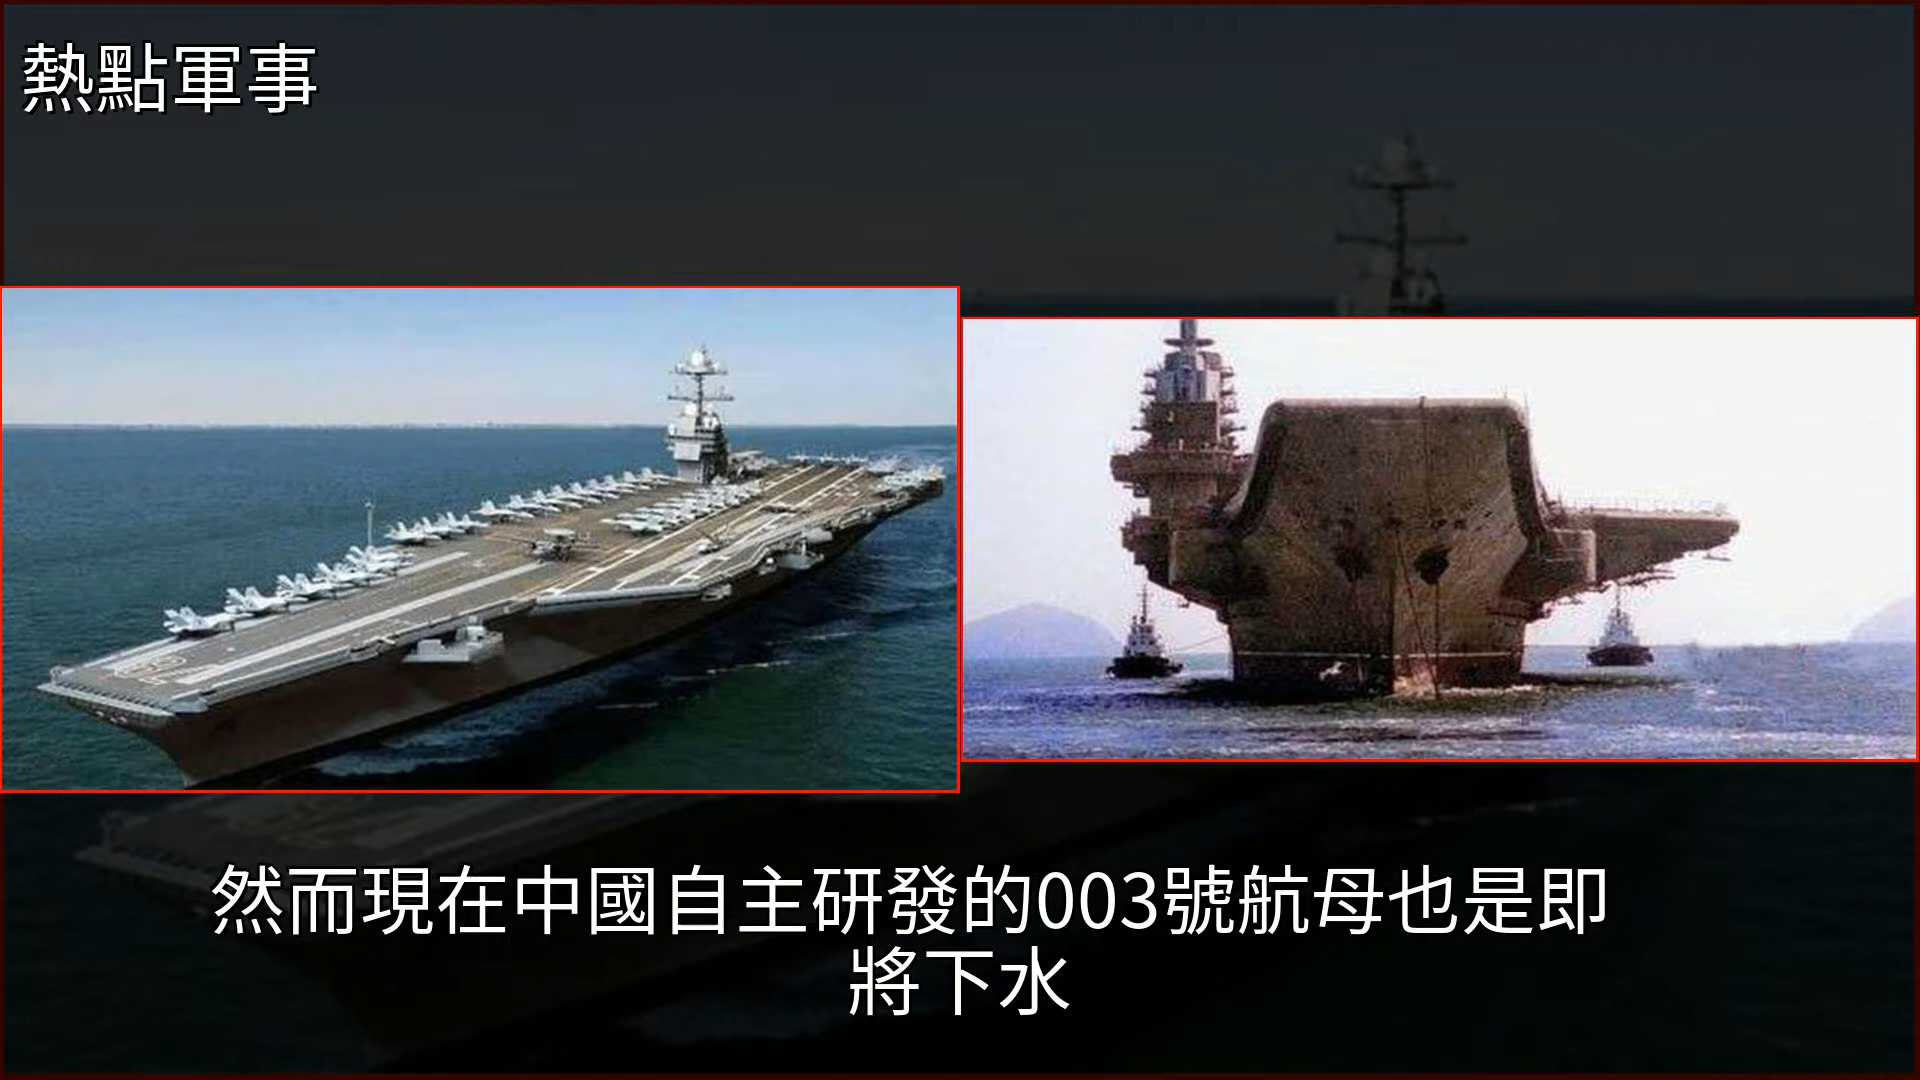 熱點軍事
然而現在中國自主研發的003號航母也是即
將下水